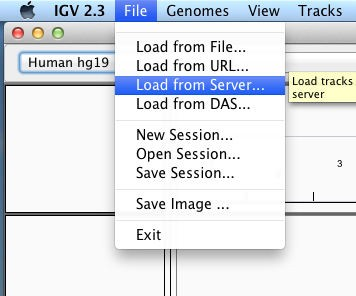 IGV 2.3 File Genomes View Tracks
Human hg19
Load from File...
Load from URL...
Load from Server...
Load tracks
server
Load from DAS...
New Session...
Open Session...
Save Session...
3
Save Image ...
Exit